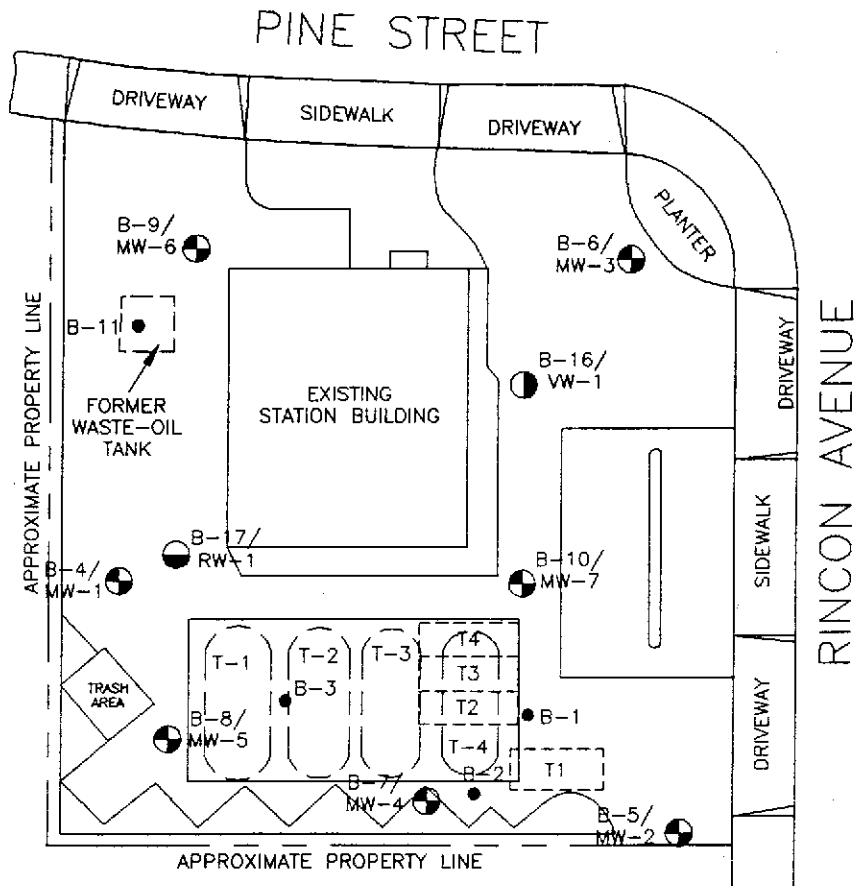 PINE STREET
DRIVEWAY
SIDEWALK
DRIVEWAY
PLANTER
B-9/
MW-6
B-6/
MW-3
B-11
FORMER
WASTE-OIL
TANK
EXISTING
STATION BUILDING
B-16/
VW-1
DRIVEWAY
RINCON AVENUE
APPROXIMATE PROPERTY LINE
SIDEWALK
B-17/
RW-1
B-4/
MW-1
B-10/
MW-7
T-1
T-2
T-3
T4
T3
T2
T-4
B-3
B-1
TRASH
AREA
B-8/
MW-5
T1
B-2
B-7/
MW-4
B-5/
MW-2
DRIVEWAY
APPROXIMATE PROPERTY LINE